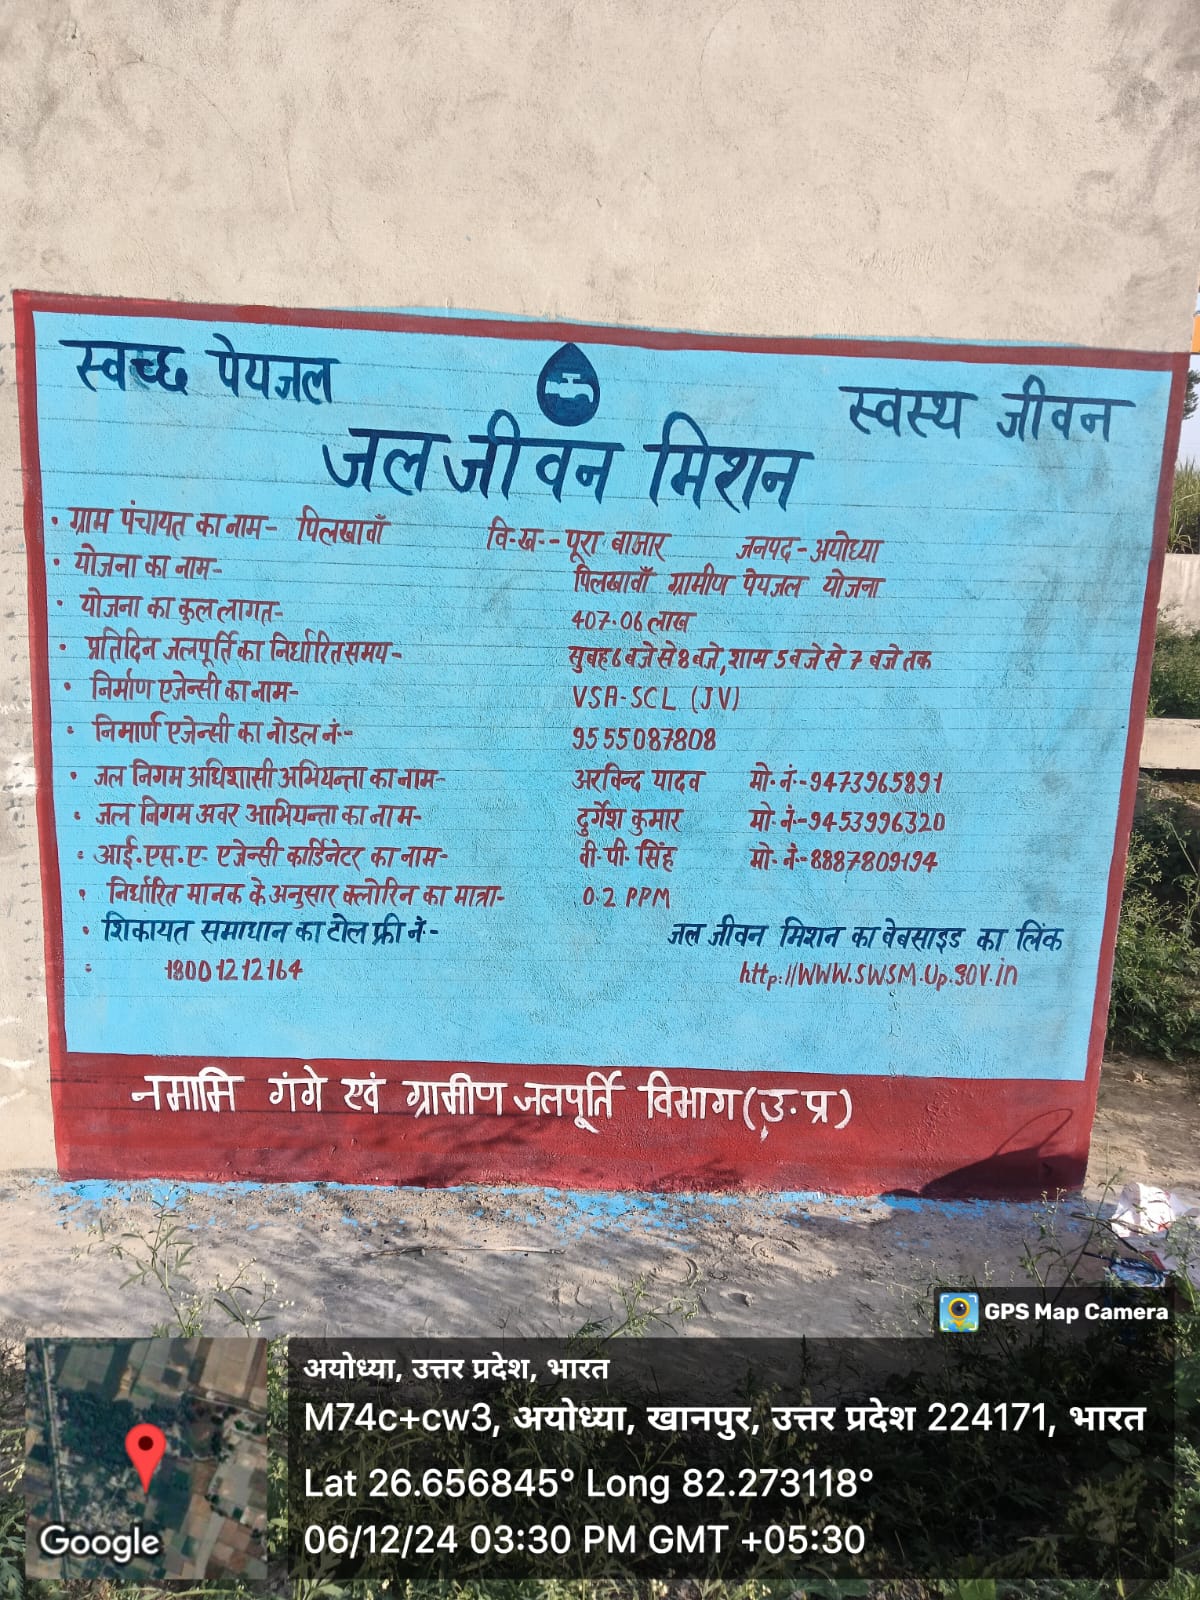 स्वच्छ पेयजल
स्वस्थ जीवन
जल जीवन मिशन
• ग्राम पंचायत का नाम- पिलखावाँ वि.ख.- पूरा बाजार जनपद- अयोध्या
• योजना का नाम- पिलखावाँ ग्रामीण पेयजल योजना
• योजना का कुल लागत- 407.06 लाख
• प्रतिदिन जलपूर्ति का निर्धारित समय- सुबह 6 बजे से 8 बजे, शाम 5 बजे से 7 बजे तक
• निर्माण एजेन्सी का नाम- VSA-SCL (JV)
• निमार्ण एजेन्सी का नोडल नं.- 9555087808
• जल निगम अधिशासी अभियन्ता का नाम- अरविन्द यादव मो. नं.-9473965891
• जल निगम अवर आभियन्ता का नाम- दुर्गेश कुमार मो. नं.-9453996320
• आई.एस.ए. एजेन्सी कार्डिनेटर का नाम- वी.पी. सिंह मो. नं.-8887809194
• निर्धारित मानक के अनुसार क्लोरिन का मात्रा- 0.2 PPM
• शिकायत समाधान का टोल फ्री नं.- जल जीवन मिशन का वेबसाइड का लिंक
• 18001212164 http://WWW.SWSM.Up.gov.in
नमामि गंगे एवं ग्रामीण जलपूर्ति विभाग (उ.प्र)
GPS Map Camera
अयोध्या, उत्तर प्रदेश, भारत
M74c+cw3, अयोध्या, खानपुर, उत्तर प्रदेश 224171, भारत
Lat 26.656845° Long 82.273118°
06/12/24 03:30 PM GMT +05:30
Google